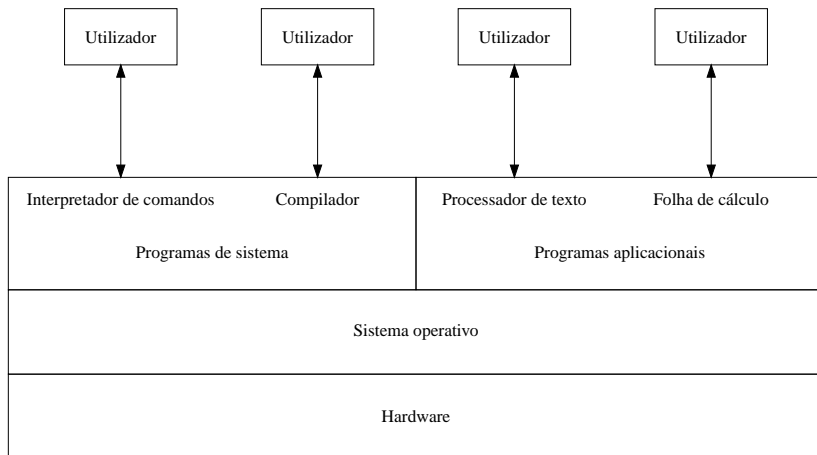 Utilizador Utilizador Utilizador Utilizador
Interpretador de comandos Compilador Processador de texto Folha de cálculo
Programas de sistema Programas aplicacionais
Sistema operativo
Hardware